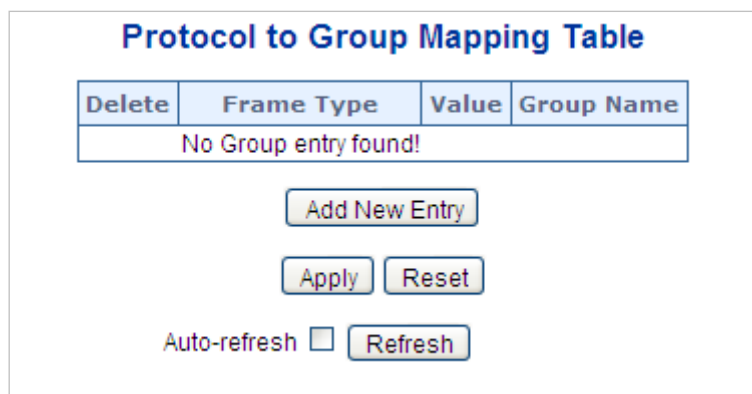 Protocol to Group Mapping Table
Delete Frame Type Value Group Name
No Group entry found!
Add New Entry
Apply Reset
Auto-refresh Refresh